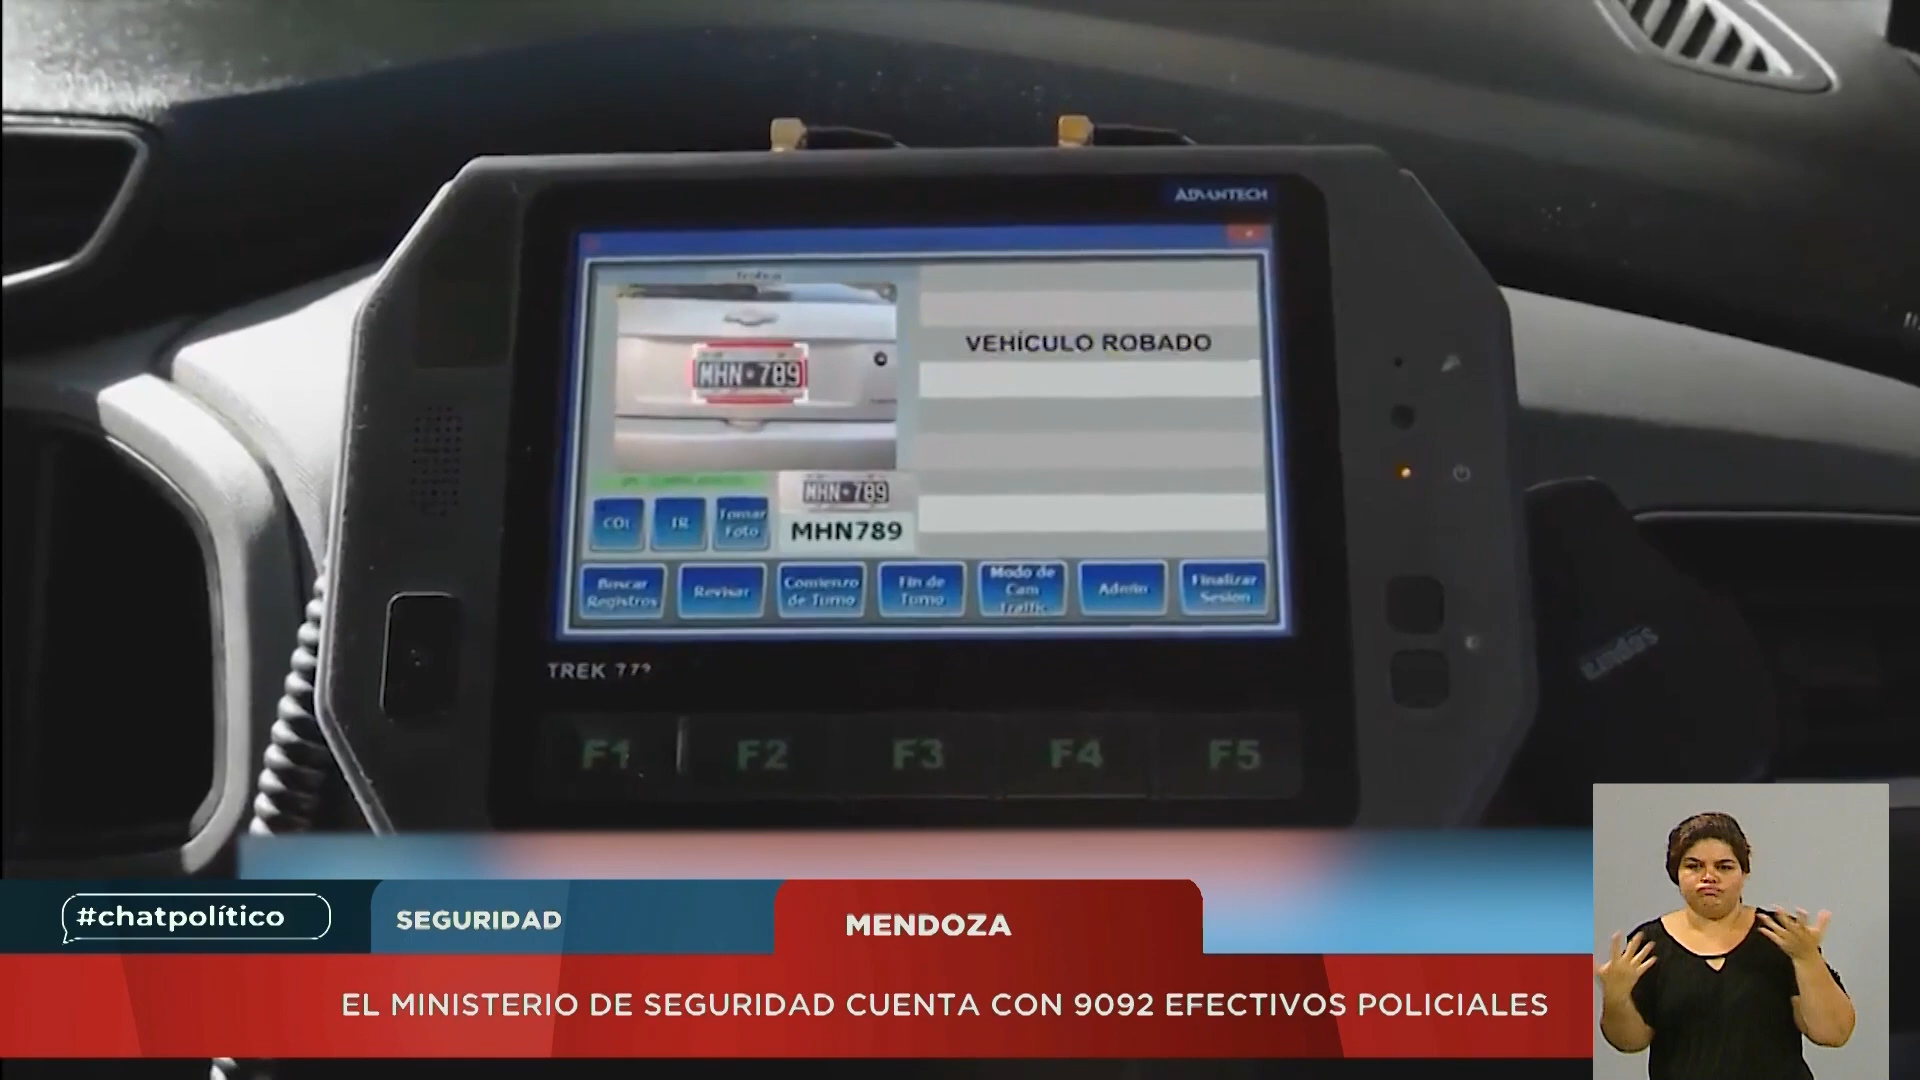 ADVANTECH
VEHÍCULO ROBADO
MHN•789
MHN•789
MHN789
COL
IR
Tomar
Foto
Buscar
Registros
Revisar
Comienzo
de Turno
Fin de
Turno
Modo de
Cam
Traffic
Admin
Finalizar
Sesion
TREK
sepura
F1
F2
F3
F4
F5
#chatpolítico
SEGURIDAD
MENDOZA
EL MINISTERIO DE SEGURIDAD CUENTA CON 9092 EFECTIVOS POLICIALES